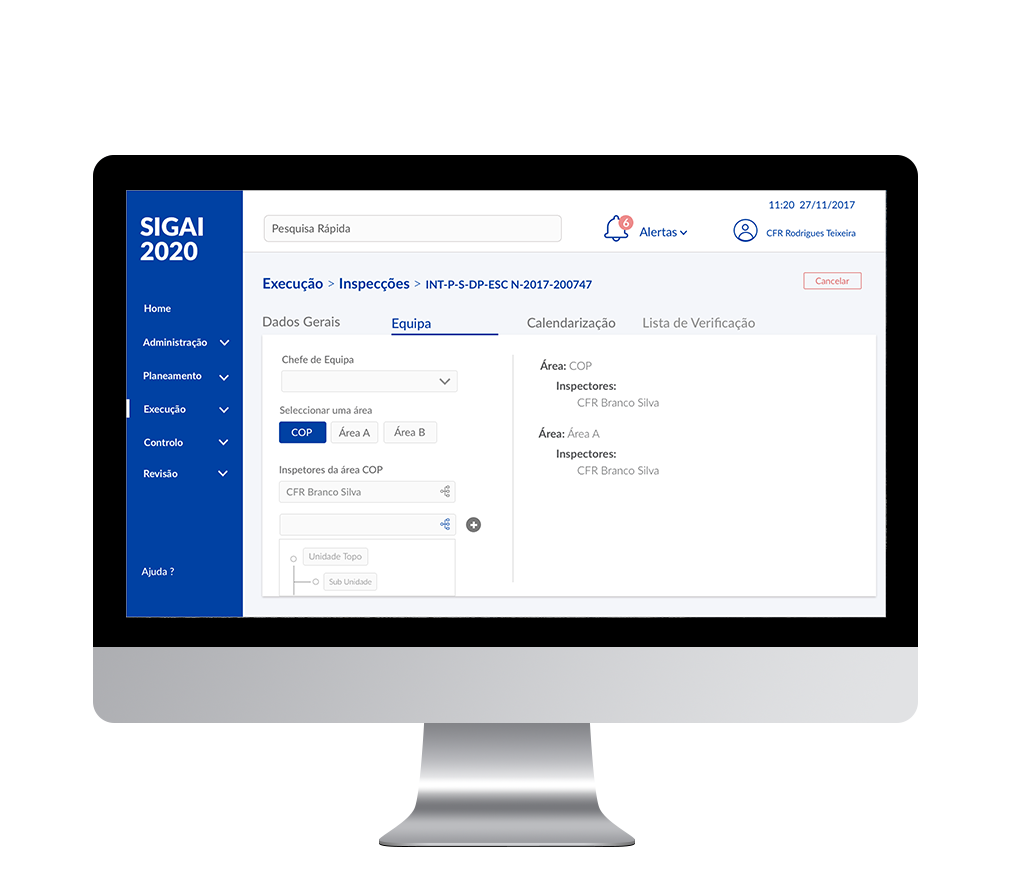 SIGAI
2020
Home
Administração
Planeamento
Execução
Controlo
Revisão
Ajuda ?
11:20 27/11/2017
Pesquisa Rápida
6
Alertas
CFR Rodrigues Teixeira
Execução > Inspecções > INT-P-S-DP-ESC N-2017-200747
Cancelar
Dados Gerais
Equipa
Calendarização
Lista de Verificação
Chefe de Equipa
Seleccionar uma área
COP
Área A
Área B
Inspetores da área COP
CFR Branco Silva
Unidade Topo
Sub Unidade
Área: COP
Inspectores:
CFR Branco Silva
Área: Área A
Inspectores:
CFR Branco Silva